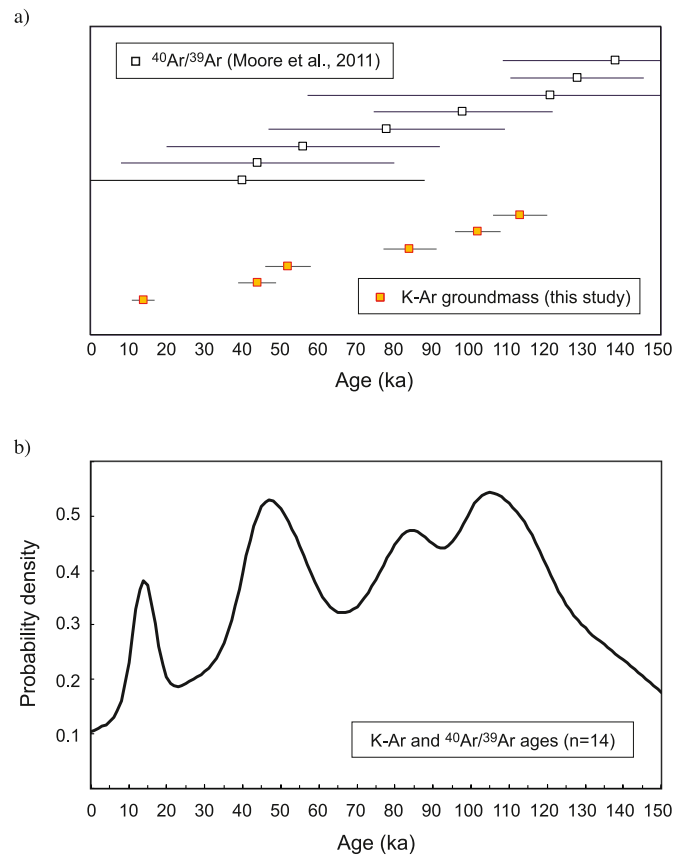 a)
⁴⁰Ar/³⁹Ar (Moore et al., 2011)
K-Ar groundmass (this study)
0 10 20 30 40 50 60 70 80 90 100 110 120 130 140 150
Age (ka)
b)
Probability density
0.5
0.4
0.3
0.2
0.1
K-Ar and ⁴⁰Ar/³⁹Ar ages (n=14)
0 10 20 30 40 50 60 70 80 90 100 110 120 130 140 150
Age (ka)